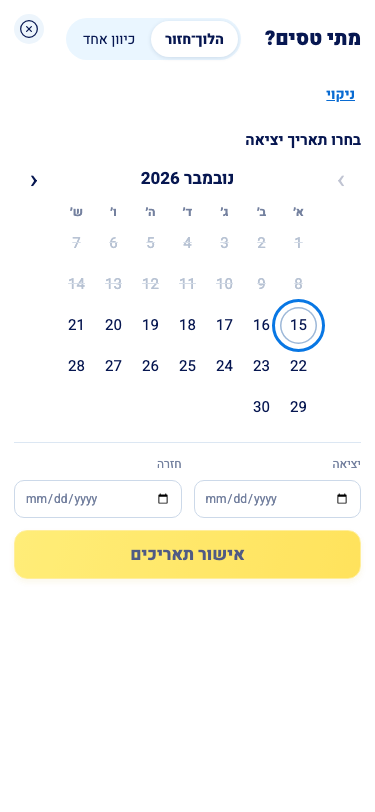 מתי טסים?
הלוך־חזור
כיוון אחד
ניקוי
בחרו תאריך יציאה
נובמבר 2026
א׳ ב׳ ג׳ ד׳ ה׳ ו׳ ש׳
1 2 3 4 5 6 7
8 9 10 11 12 13 14
15 16 17 18 19 20 21
22 23 24 25 26 27 28
29 30
יציאה
חזרה
mm/dd/yyyy
mm/dd/yyyy
אישור תאריכים